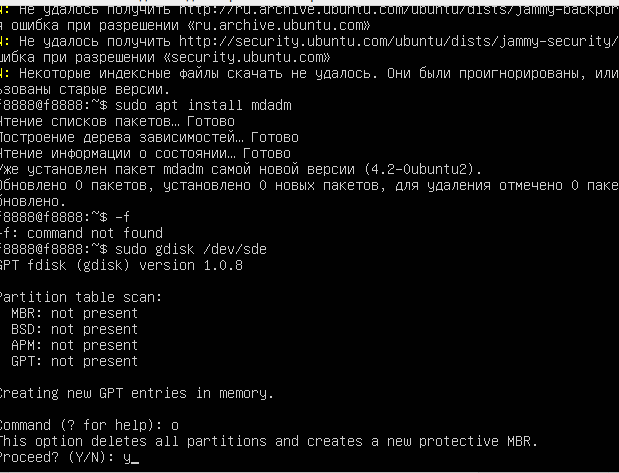 N: Не удалось получить http://ru.archive.ubuntu.com/ubuntu/dists/jammy-backpor
я ошибка при разрешении «ru.archive.ubuntu.com»
N: Не удалось получить http://security.ubuntu.com/ubuntu/dists/jammy-security/
шибка при разрешении «security.ubuntu.com»
N: Некоторые индексные файлы скачать не удалось. Они были проигнорированы, или
ьзованы старые версии.
f8888@f8888:~$ sudo apt install mdadm
Чтение списков пакетов… Готово
Построение дерева зависимостей… Готово
Чтение информации о состоянии… Готово
Уже установлен пакет mdadm самой новой версии (4.2-0ubuntu2).
Обновлено 0 пакетов, установлено 0 новых пакетов, для удаления отмечено 0 паке
бновлено.
f8888@f8888:~$ -f
-f: command not found
f8888@f8888:~$ sudo gdisk /dev/sde
GPT fdisk (gdisk) version 1.0.8
Partition table scan:
MBR: not present
BSD: not present
APM: not present
GPT: not present
Creating new GPT entries in memory.
Command (? for help): o
This option deletes all partitions and creates a new protective MBR.
Proceed? (Y/N): y_